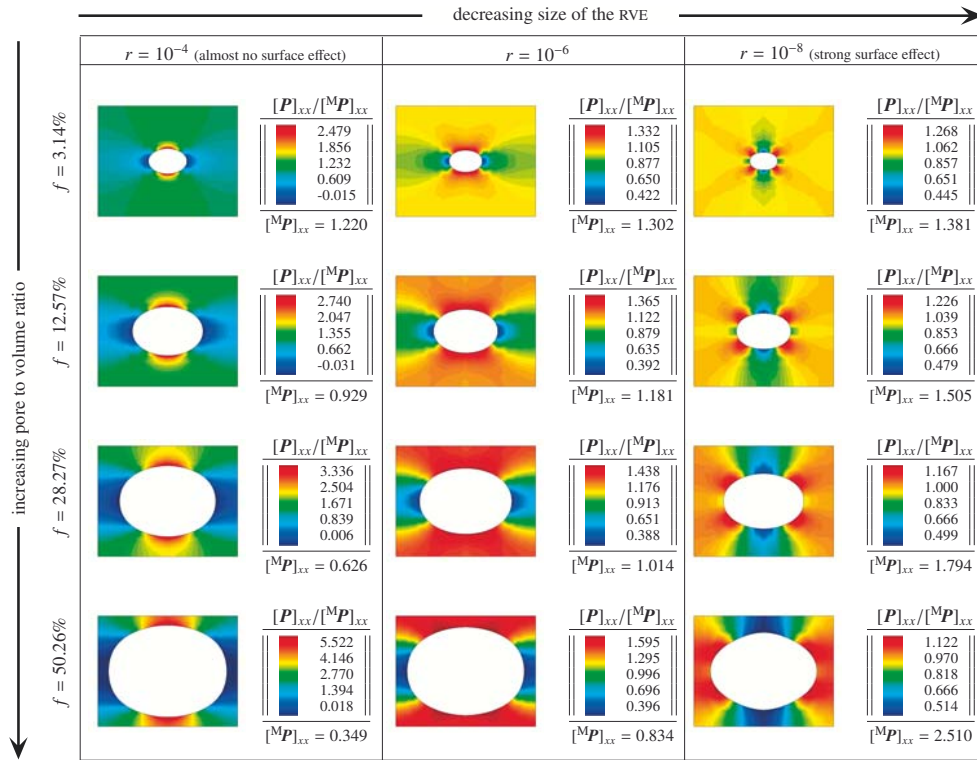 decreasing size of the RVE
r = 10⁻⁴ (almost no surface effect)
r = 10⁻⁶
r = 10⁻⁸ (strong surface effect)
increasing pore to volume ratio
f = 3.14%
[P]xx/[ᴹP]xx
2.479
1.856
1.232
0.609
-0.015
[ᴹP]xx = 1.220
[P]xx/[ᴹP]xx
1.332
1.105
0.877
0.650
0.422
[ᴹP]xx = 1.302
[P]xx/[ᴹP]xx
1.268
1.062
0.857
0.651
0.445
[ᴹP]xx = 1.381
f = 12.57%
[P]xx/[ᴹP]xx
2.740
2.047
1.355
0.662
-0.031
[ᴹP]xx = 0.929
[P]xx/[ᴹP]xx
1.365
1.122
0.879
0.635
0.392
[ᴹP]xx = 1.181
[P]xx/[ᴹP]xx
1.226
1.039
0.853
0.666
0.479
[ᴹP]xx = 1.505
f = 28.27%
[P]xx/[ᴹP]xx
3.336
2.504
1.671
0.839
0.006
[ᴹP]xx = 0.626
[P]xx/[ᴹP]xx
1.438
1.176
0.913
0.651
0.388
[ᴹP]xx = 1.014
[P]xx/[ᴹP]xx
1.167
1.000
0.833
0.666
0.499
[ᴹP]xx = 1.794
f = 50.26%
[P]xx/[ᴹP]xx
5.522
4.146
2.770
1.394
0.018
[ᴹP]xx = 0.349
[P]xx/[ᴹP]xx
1.595
1.295
0.996
0.696
0.396
[ᴹP]xx = 0.834
[P]xx/[ᴹP]xx
1.122
0.970
0.818
0.666
0.514
[ᴹP]xx = 2.510